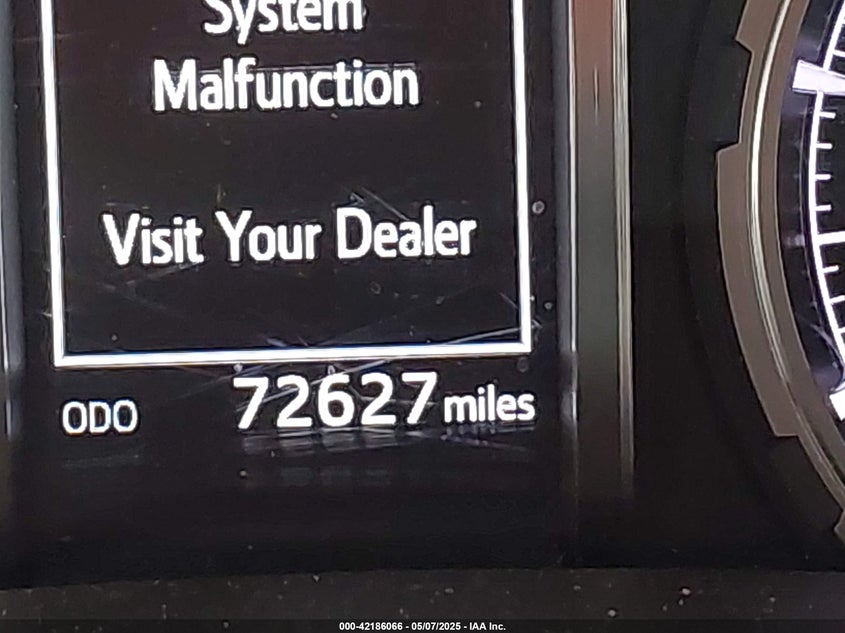 System
Malfunction
Visit Your Dealer
ODO 72627 miles
000-42186066 - 05/07/2025 - IAA Inc.